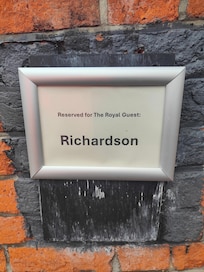 Reserved for The Royal Guest:
Richardson